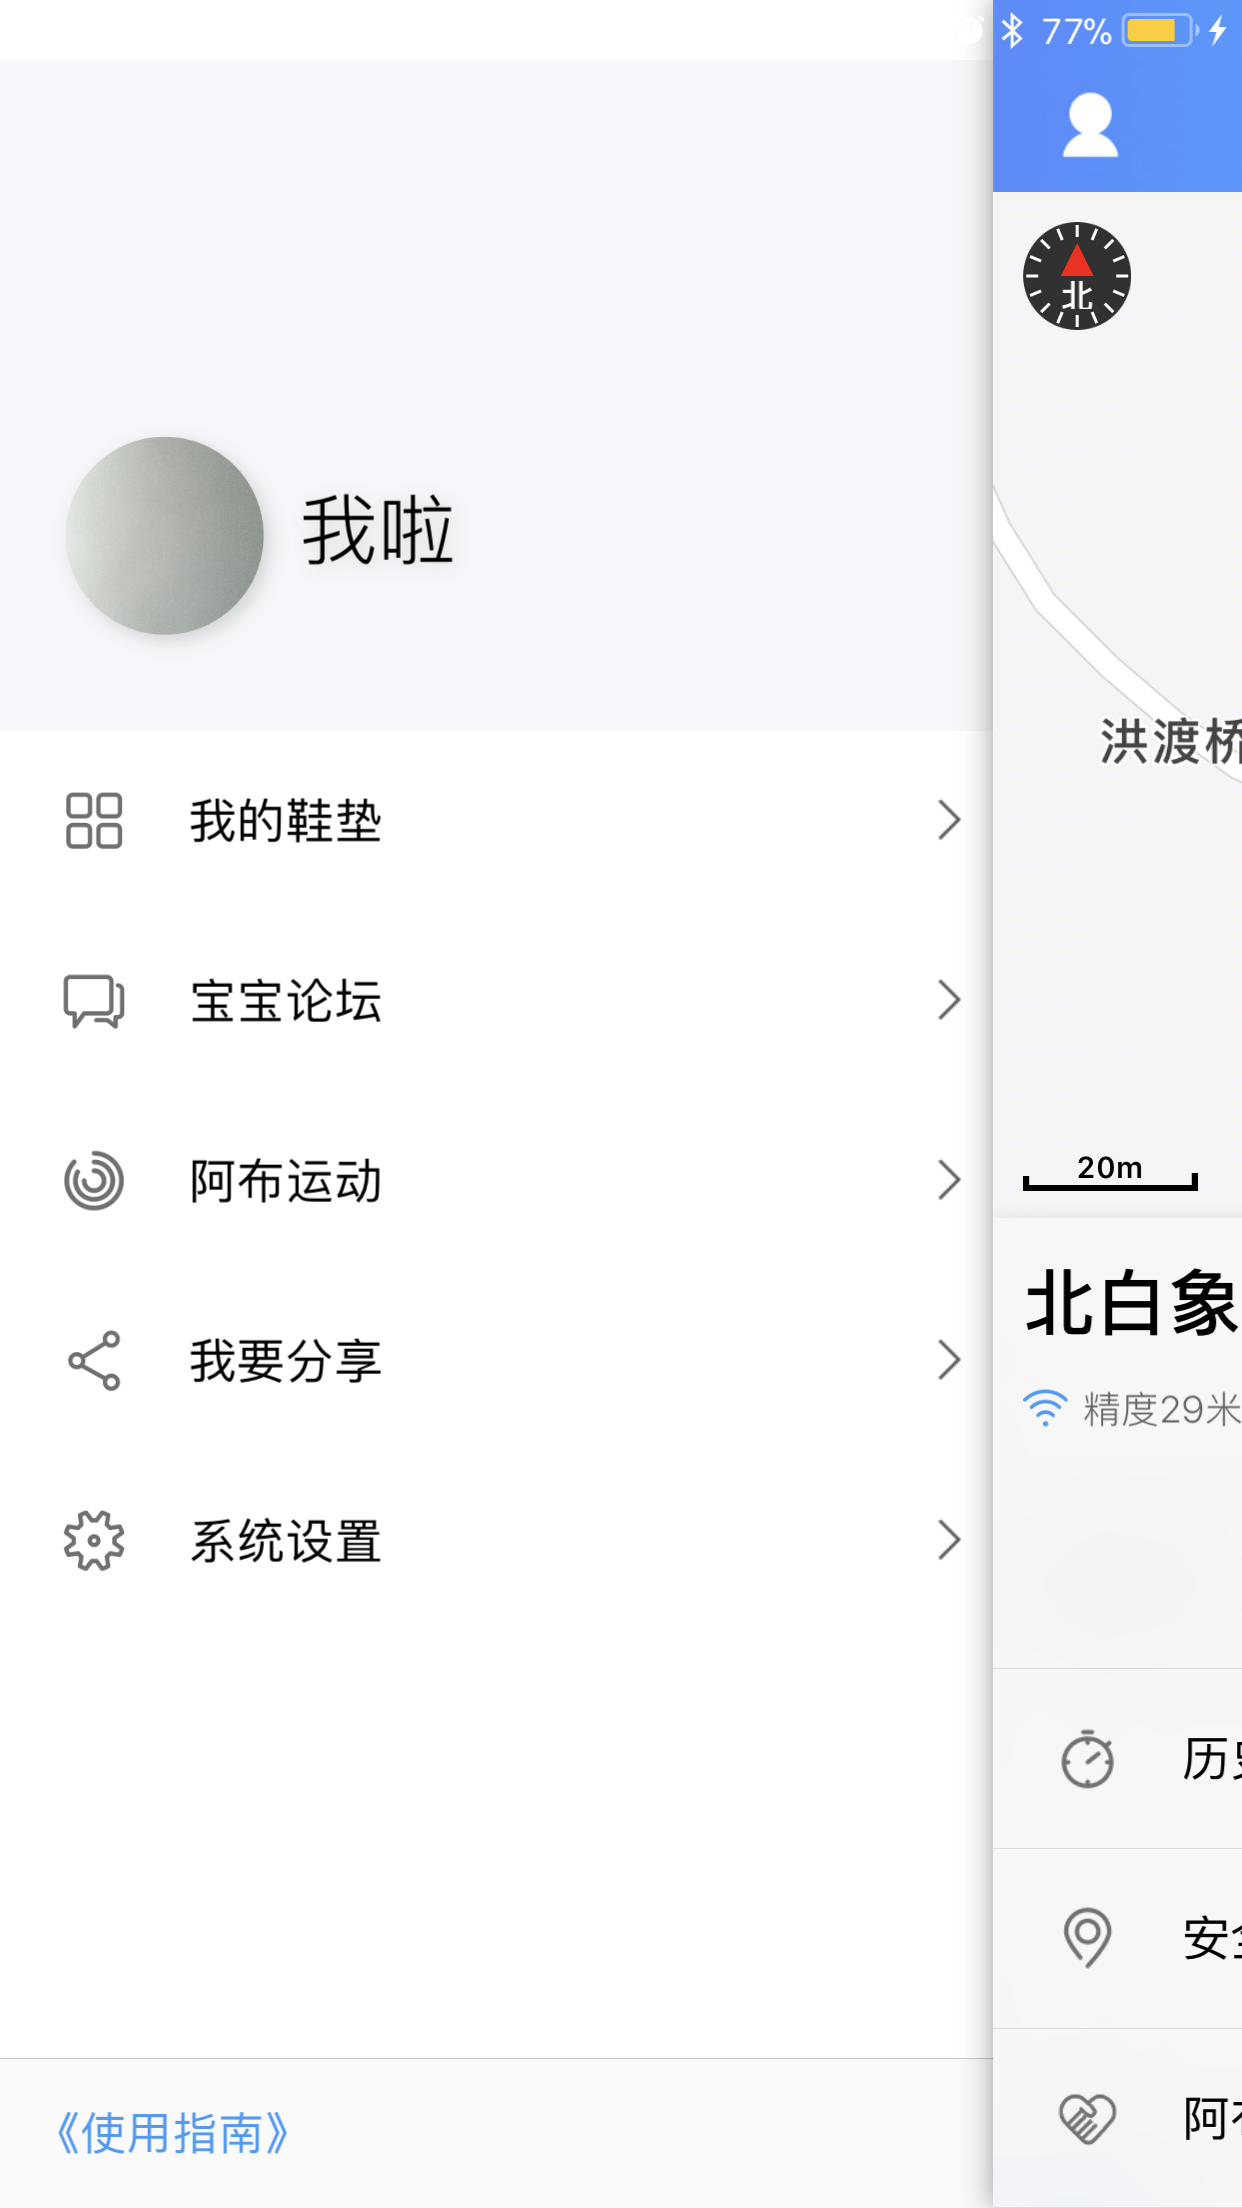 77%
北
我啦
洪渡桥
我的鞋垫
宝宝论坛
阿布运动
20m
北白象
我要分享
精度29米
系统设置
历
安
阿
《使用指南》